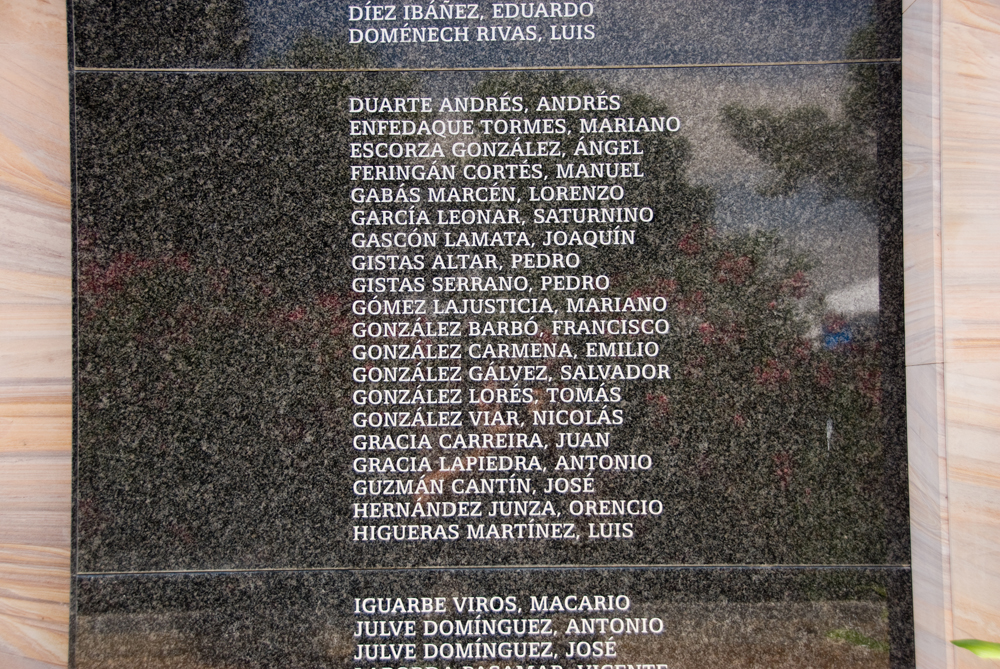 DÍEZ IBÁÑEZ, EDUARDO
DOMÉNECH RIVAS, LUIS
DUARTE ANDRÉS, ANDRÉS
ENFEDAQUE TORMES, MARIANO
ESCORZA GONZÁLEZ, ÁNGEL
FERINGÁN CORTÉS, MANUEL
GABÁS MARCÉN, LORENZO
GARCÍA LEONAR, SATURNINO
GASCÓN LAMATA, JOAQUÍN
GISTAS ALTAR, PEDRO
GISTAS SERRANO, PEDRO
GÓMEZ LAJUSTICIA, MARIANO
GONZÁLEZ BARBÓ, FRANCISCO
GONZÁLEZ CARMENA, EMILIO
GONZÁLEZ GÁLVEZ, SALVADOR
GONZÁLEZ LORÉS, TOMÁS
GONZÁLEZ VIAR, NICOLÁS
GRACIA CARREIRA, JUAN
GRACIA LAPIEDRA, ANTONIO
GUZMÁN CANTÍN, JOSÉ
HERNÁNDEZ JUNZA, ORENCIO
HIGUERAS MARTÍNEZ, LUIS
IGUARBE VIROS, MACARIO
JULVE DOMÍNGUEZ, ANTONIO
JULVE DOMÍNGUEZ, JOSÉ
VICENTE